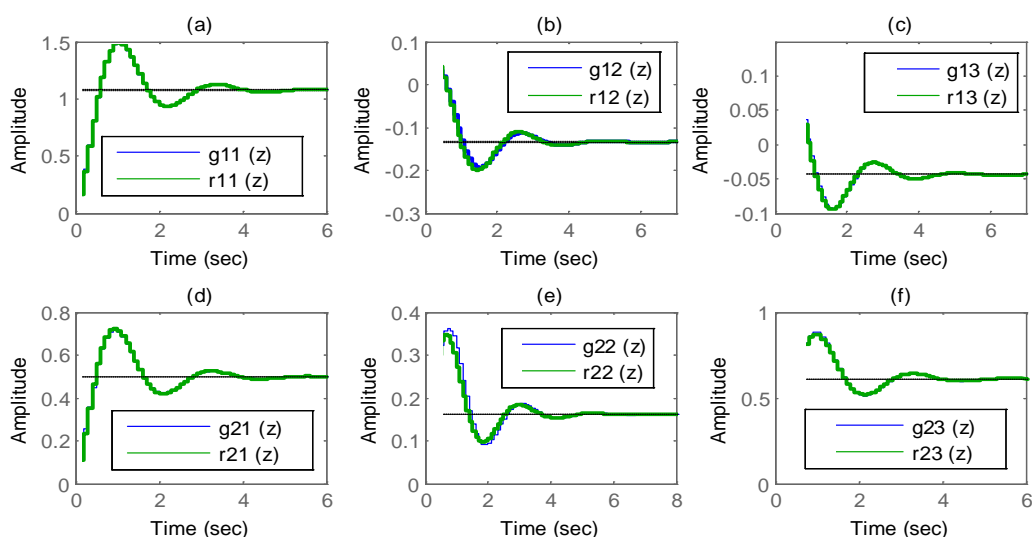 (a)
1.5
1
0.5
0
0 2 4 6
Amplitude
Time (sec)
g11 (z)
r11 (z)
(b)
0.1
0
-0.1
-0.2
-0.3
0 2 4 6
Amplitude
Time (sec)
g12 (z)
r12 (z)
(c)
0.1
0.05
0
-0.05
-0.1
0 2 4 6
Amplitude
Time (sec)
g13 (z)
r13 (z)
(d)
0.8
0.6
0.4
0.2
0
0 2 4 6
Amplitude
Time (sec)
g21 (z)
r21 (z)
(e)
0.4
0.3
0.2
0.1
0
0 2 4 6 8
Amplitude
Time (sec)
g22 (z)
r22 (z)
(f)
1
0.5
0
0 2 4 6
Amplitude
Time (sec)
g23 (z)
r23 (z)